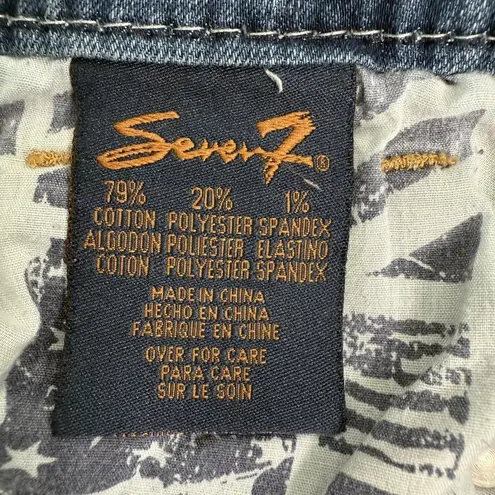 Seven7®
79% 20% 1%
COTTON POLYESTER SPANDEX
ALGODON POLIESTER ELASTINO
COTON POLYESTER SPANDEX
MADE IN CHINA
HECHO EN CHINA
FABRIQUE EN CHINE
OVER FOR CARE
PARA CARE
SUR LE SOIN